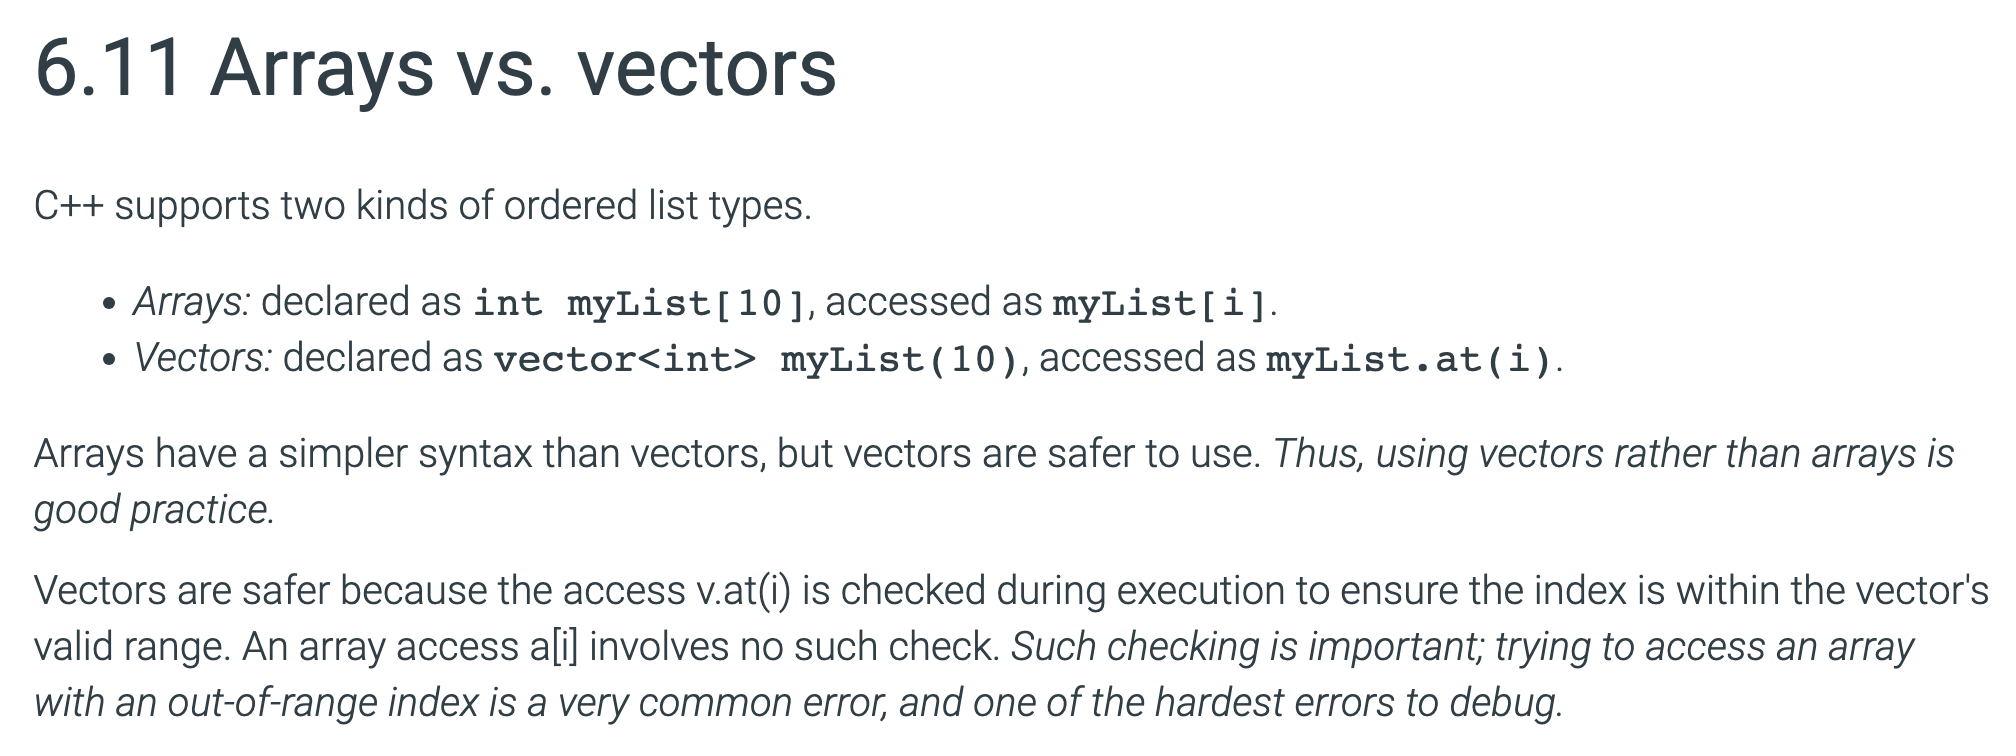 6.11 Arrays vs. vectors
C++ supports two kinds of ordered list types.
• Arrays: declared as int myList[10], accessed as myList[i].
• Vectors: declared as vector<int> myList(10), accessed as myList.at(i).
Arrays have a simpler syntax than vectors, but vectors are safer to use. Thus, using vectors rather than arrays is
good practice.
Vectors are safer because the access v.at(i) is checked during execution to ensure the index is within the vector's
valid range. An array access a[i] involves no such check. Such checking is important; trying to access an array
with an out-of-range index is a very common error, and one of the hardest errors to debug.